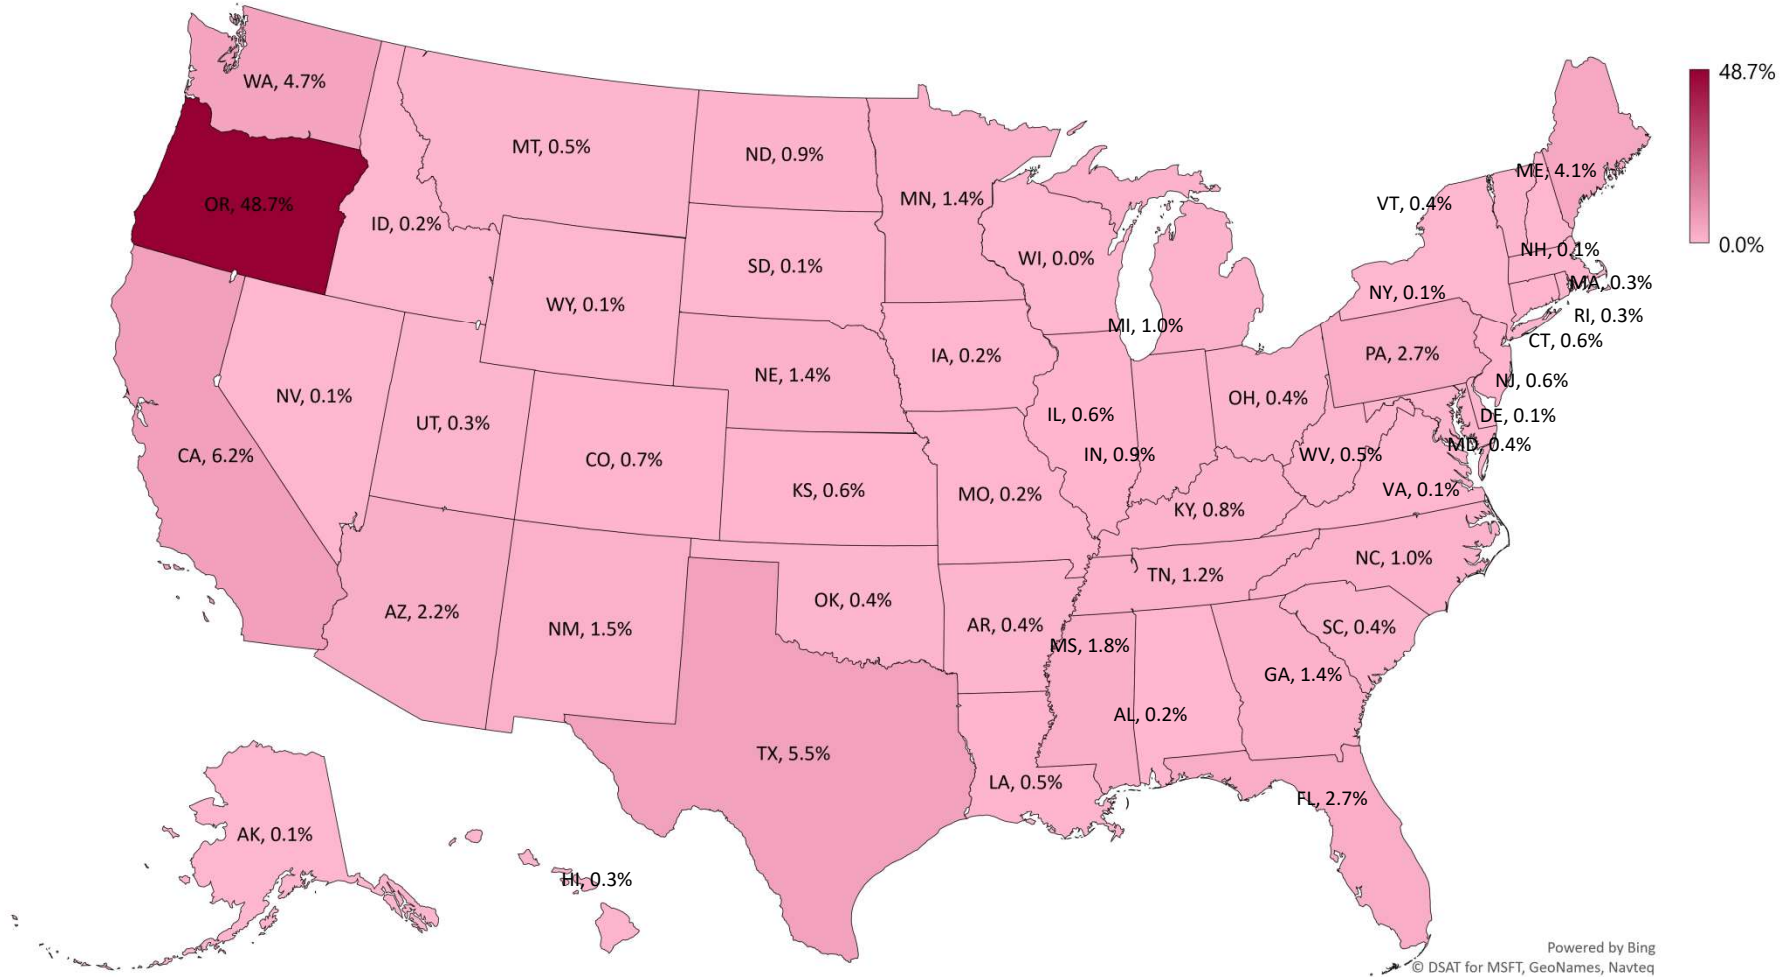 WA, 4.7%
OR, 48.7%
CA, 6.2%
ID, 0.2%
NV, 0.1%
MT, 0.5%
WY, 0.1%
UT, 0.3%
AZ, 2.2%
CO, 0.7%
NM, 1.5%
ND, 0.9%
SD, 0.1%
NE, 1.4%
KS, 0.6%
OK, 0.4%
TX, 5.5%
MN, 1.4%
IA, 0.2%
MO, 0.2%
AR, 0.4%
LA, 0.5%
WI, 0.0%
IL, 0.6%
MI, 1.0%
IN, 0.9%
OH, 0.4%
KY, 0.8%
TN, 1.2%
MS, 1.8%
AL, 0.2%
GA, 1.4%
FL, 2.7%
SC, 0.4%
NC, 1.0%
VA, 0.1%
WV, 0.5%
MD, 0.4%
DE, 0.1%
PA, 2.7%
NJ, 0.6%
NY, 0.1%
CT, 0.6%
RI, 0.3%
MA, 0.3%
NH, 0.1%
VT, 0.4%
ME, 4.1%
AK, 0.1%
HI, 0.3%
)
48.7%
0.0%
Powered by Bing
© DSAT for MSFT, GeoNames, Navteq